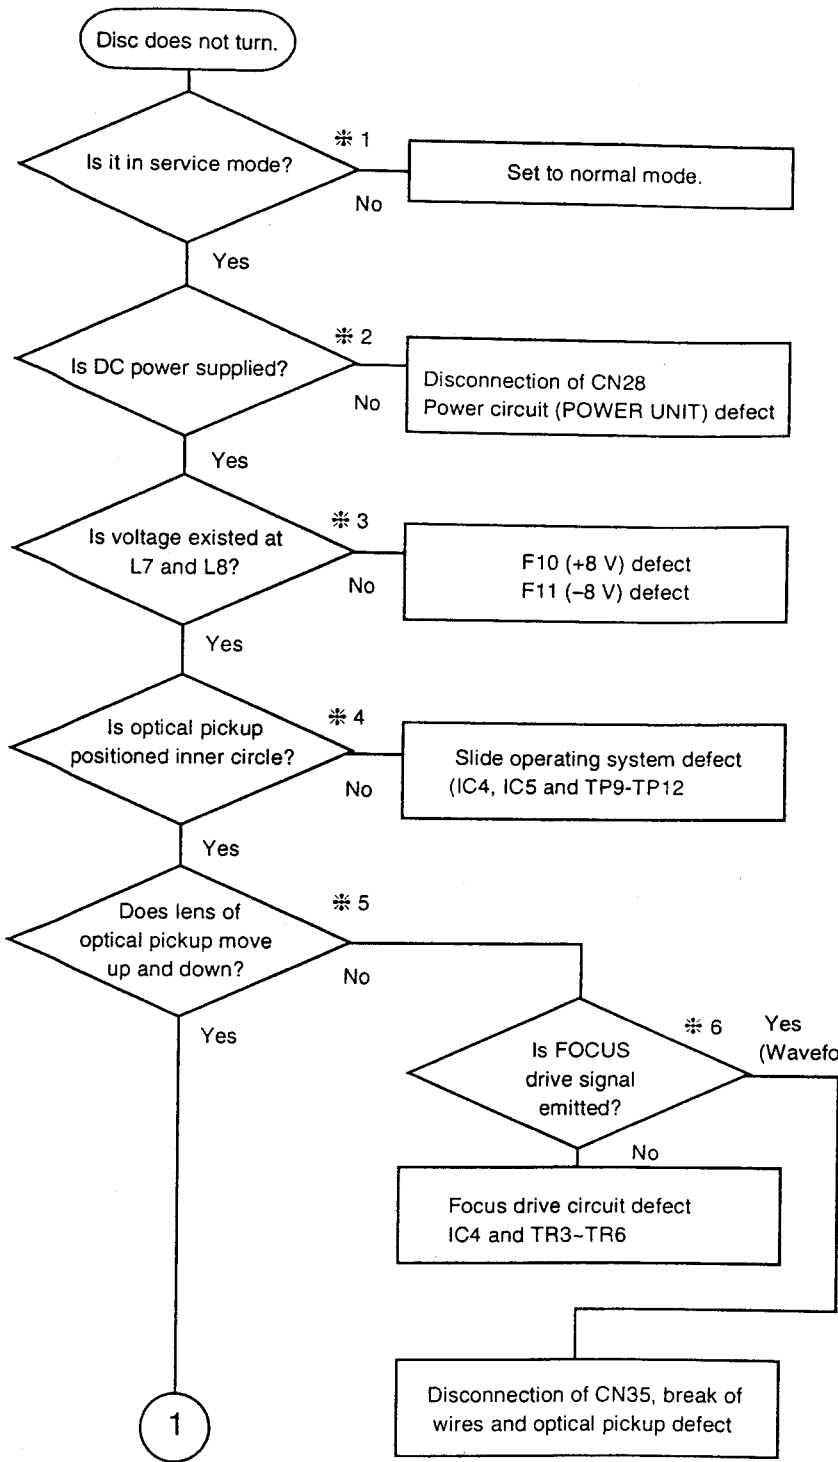 Disc does not turn.
Is it in service mode?
※ 1
No
Set to normal mode.
Yes
Is DC power supplied?
※ 2
No
Disconnection of CN28
Power circuit (POWER UNIT) defect
Yes
Is voltage existed at
L7 and L8?
※ 3
No
F10 (+8 V) defect
F11 (–8 V) defect
Yes
Is optical pickup
positioned inner circle?
※ 4
No
Slide operating system defect
(IC4, IC5 and TP9-TP12
Yes
Does lens of
optical pickup move
up and down?
※ 5
No
Yes
Is FOCUS
drive signal
emitted?
※ 6
Yes
(Wavefo
No
Focus drive circuit defect
IC4 and TR3~TR6
Disconnection of CN35, break of
wires and optical pickup defect
1